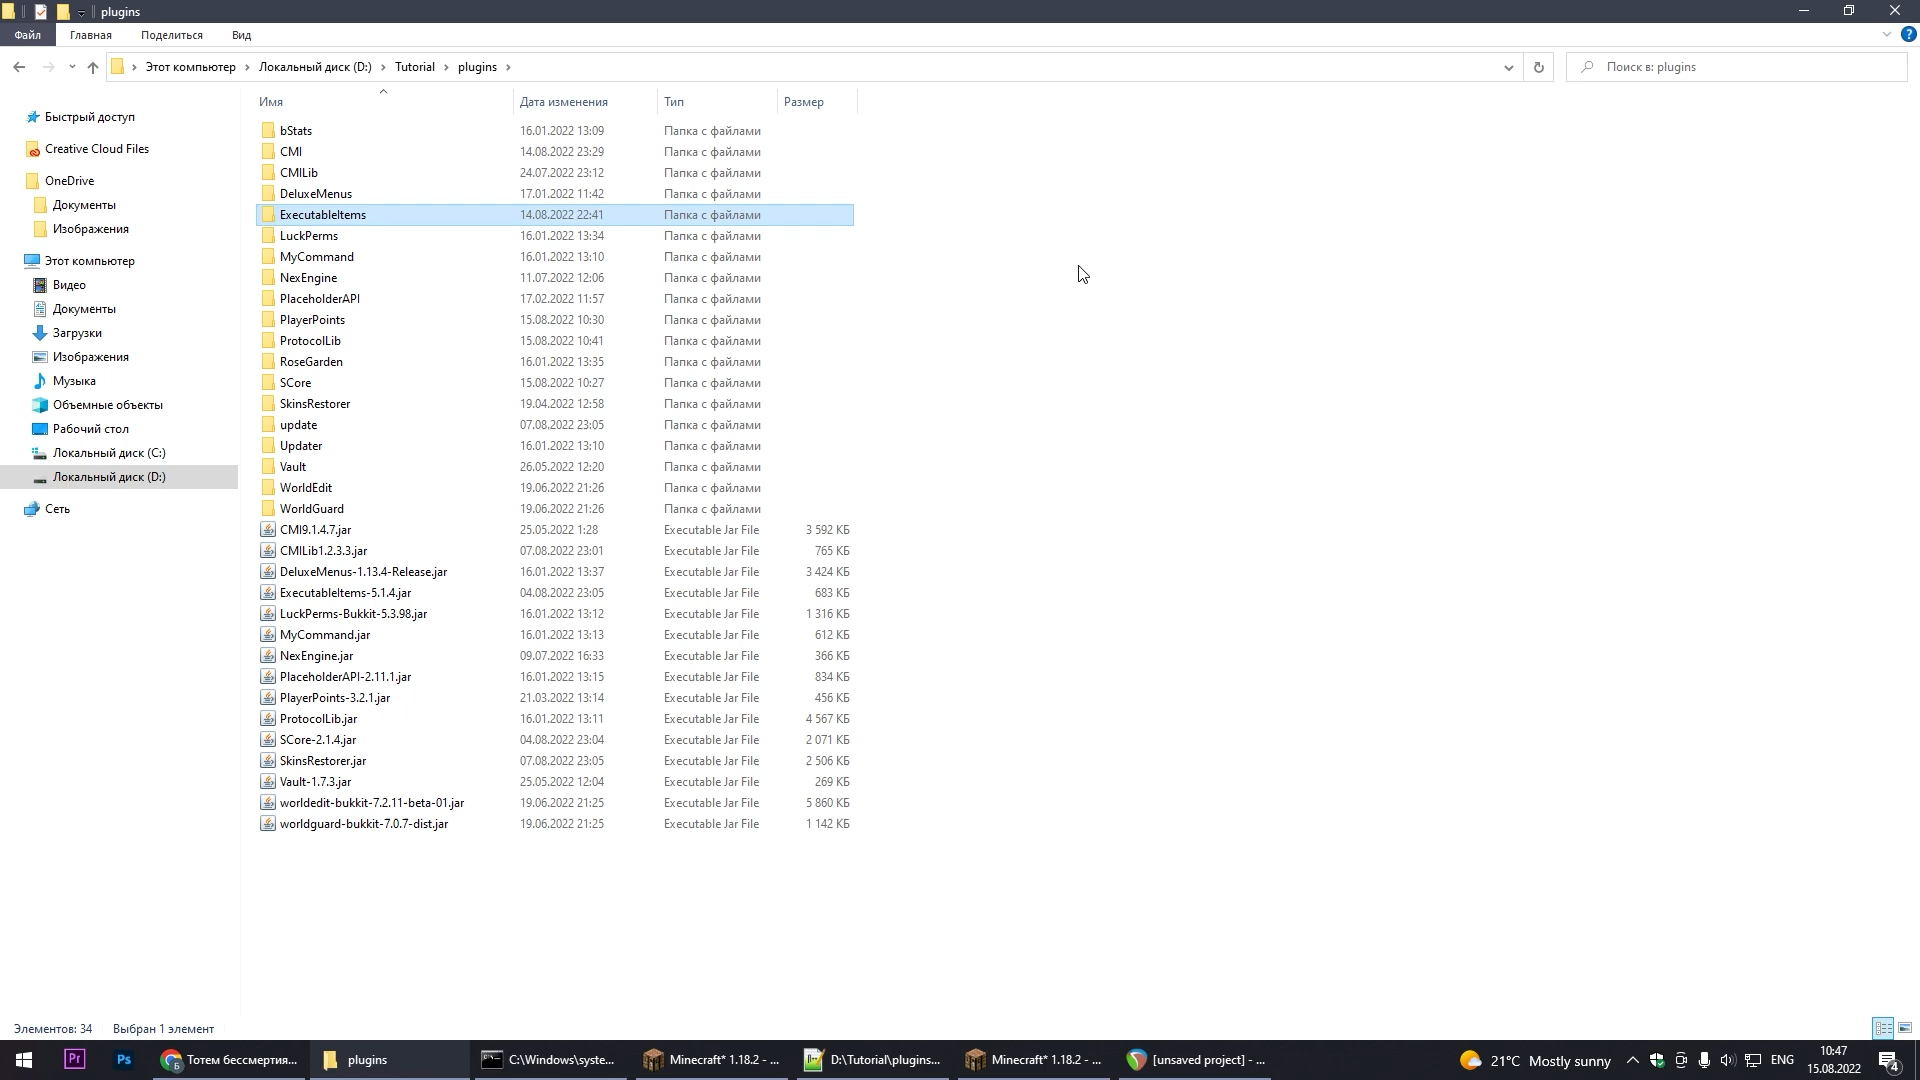 plugins
Файл Главная Поделиться Вид
Этот компьютер Локальный диск (D:) Tutorial plugins Поиск в: plugins
Имя Дата изменения Тип Размер
Быстрый доступ
Creative Cloud Files
OneDrive
Документы
Изображения
Этот компьютер
Видео
Документы
Загрузки
Изображения
Музыка
Объемные объекты
Рабочий стол
Локальный диск (C:)
Локальный диск (D:)
Сеть
bStats 16.01.2022 13:09 Папка с файлами
CMI 14.08.2022 23:29 Папка с файлами
CMILib 24.07.2022 23:12 Папка с файлами
DeluxeMenus 17.01.2022 11:42 Папка с файлами
ExecutableItems 14.08.2022 22:41 Папка с файлами
LuckPerms 16.01.2022 13:34 Папка с файлами
MyCommand 16.01.2022 13:10 Папка с файлами
NexEngine 11.07.2022 12:06 Папка с файлами
PlaceholderAPI 17.02.2022 11:57 Папка с файлами
PlayerPoints 15.08.2022 10:30 Папка с файлами
ProtocolLib 15.08.2022 10:41 Папка с файлами
RoseGarden 16.01.2022 13:35 Папка с файлами
SCore 15.08.2022 10:27 Папка с файлами
SkinsRestorer 19.04.2022 12:58 Папка с файлами
update 07.08.2022 23:05 Папка с файлами
Updater 16.01.2022 13:10 Папка с файлами
Vault 26.05.2022 12:20 Папка с файлами
WorldEdit 19.06.2022 21:26 Папка с файлами
WorldGuard 19.06.2022 21:26 Папка с файлами
CMI9.1.4.7.jar 25.05.2022 1:28 Executable Jar File 3 592 КБ
CMILib1.2.3.3.jar 07.08.2022 23:01 Executable Jar File 765 КБ
DeluxeMenus-1.13.4-Release.jar 16.01.2022 13:37 Executable Jar File 3 424 КБ
ExecutableItems-5.1.4.jar 04.08.2022 23:05 Executable Jar File 683 КБ
LuckPerms-Bukkit-5.3.98.jar 16.01.2022 13:12 Executable Jar File 1 316 КБ
MyCommand.jar 16.01.2022 13:13 Executable Jar File 612 КБ
NexEngine.jar 09.07.2022 16:33 Executable Jar File 366 КБ
PlaceholderAPI-2.11.1.jar 16.01.2022 13:15 Executable Jar File 834 КБ
PlayerPoints-3.2.1.jar 21.03.2022 13:14 Executable Jar File 456 КБ
ProtocolLib.jar 16.01.2022 13:11 Executable Jar File 4 567 КБ
SCore-2.1.4.jar 04.08.2022 23:04 Executable Jar File 2 071 КБ
SkinsRestorer.jar 07.08.2022 23:05 Executable Jar File 2 506 КБ
Vault-1.7.3.jar 25.05.2022 12:04 Executable Jar File 269 КБ
worldedit-bukkit-7.2.11-beta-01.jar 19.06.2022 21:25 Executable Jar File 5 860 КБ
worldguard-bukkit-7.0.7-dist.jar 19.06.2022 21:25 Executable Jar File 1 142 КБ
Элементов: 34 Выбран 1 элемент
Pr Ps Тотем бессмертия... plugins C:\Windows\syste... Minecraft* 1.18.2 - ... D:\Tutorial\plugins... Minecraft* 1.18.2 - ... [unsaved project] - ... 21°C Mostly sunny ENG 10:47
15.08.2022 4